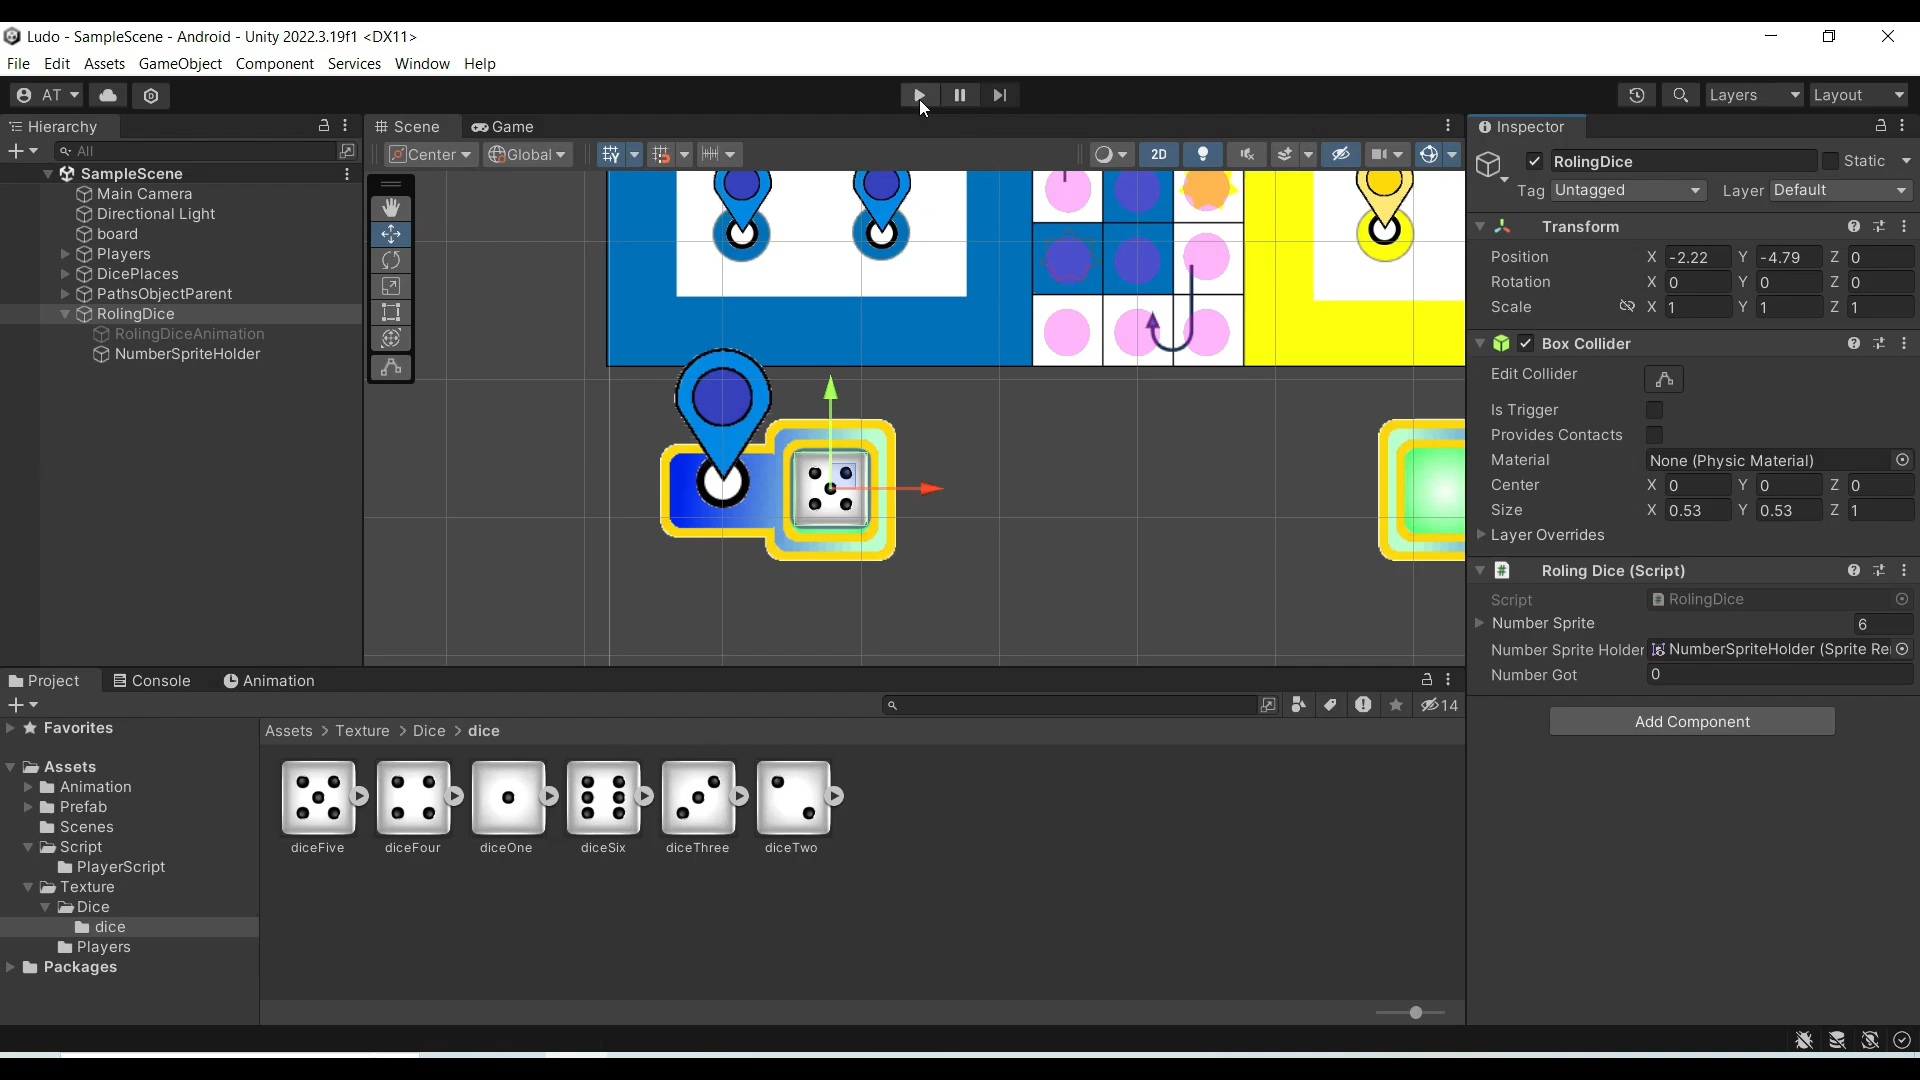 Ludo - SampleScene - Android - Unity 2022.3.19f1 <DX11>
File Edit Assets GameObject Component Services Window Help
AT Layers Layout
Hierarchy
All
SampleScene
Main Camera
Directional Light
board
Players
DicePlaces
PathsObjectParent
RolingDice
RolingDiceAnimation
NumberSpriteHolder
Scene Game
Center Global 2D
Inspector
RolingDice Static
Tag Untagged Layer Default
Transform
Position X -2.22 Y -4.79 Z 0
Rotation X 0 Y 0 Z 0
Scale X 1 Y 1 Z 1
Box Collider
Edit Collider
Is Trigger
Provides Contacts
Material None (Physic Material)
Center X 0 Y 0 Z 0
Size X 0.53 Y 0.53 Z 1
Layer Overrides
Roling Dice (Script)
Script RolingDice
Number Sprite 6
Number Sprite Holder NumberSpriteHolder (Sprite Re
Number Got 0
Add Component
Project Console Animation
14
Favorites
Assets
Animation
Prefab
Scenes
Script
PlayerScript
Texture
Dice
dice
Players
Packages
Assets > Texture > Dice > dice
diceFive diceFour diceOne diceSix diceThree diceTwo